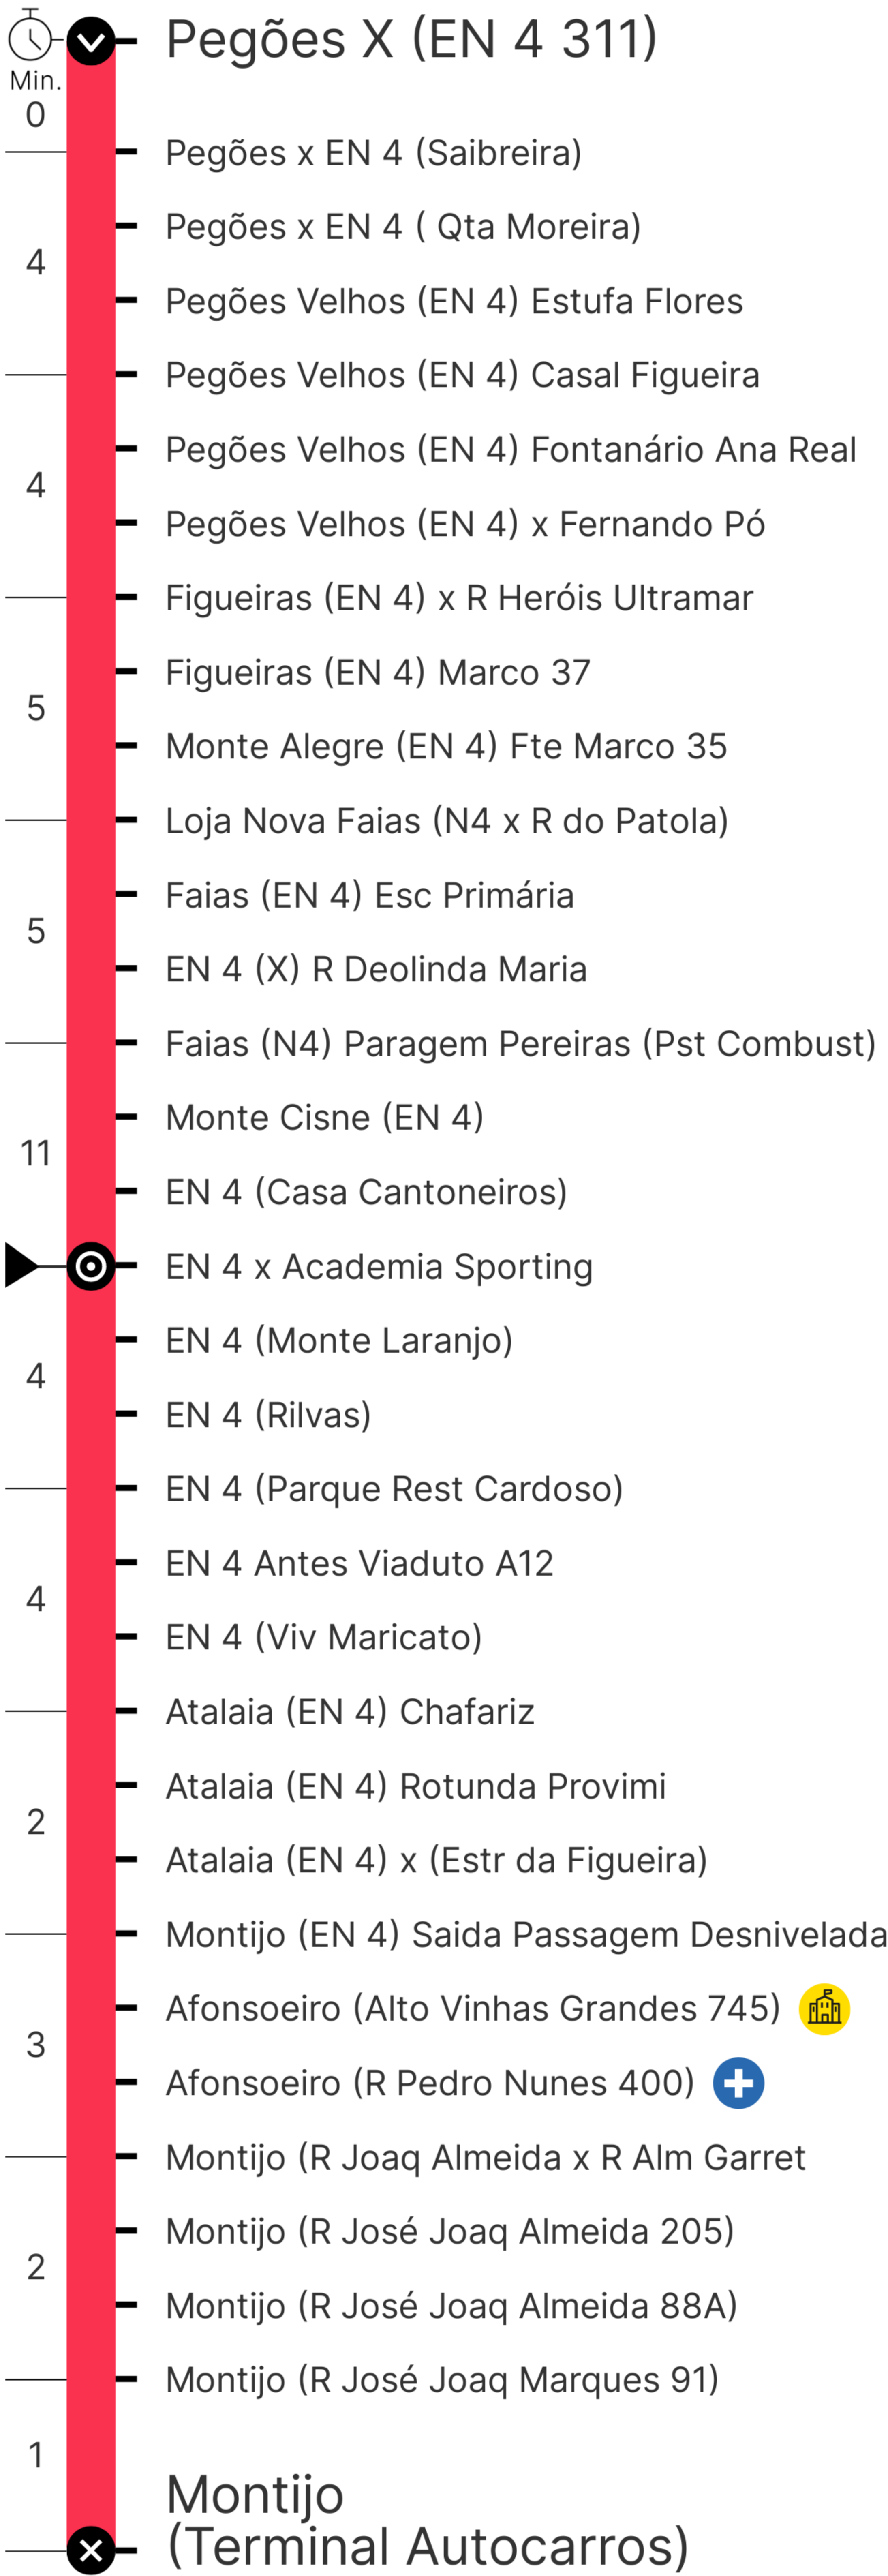 Pegões X (EN 4 311)
Min.
0
Pegões x EN 4 (Saibreira)
Pegões x EN 4 ( Qta Moreira)
4
Pegões Velhos (EN 4) Estufa Flores
Pegões Velhos (EN 4) Casal Figueira
Pegões Velhos (EN 4) Fontanário Ana Real
4
Pegões Velhos (EN 4) x Fernando Pó
Figueiras (EN 4) x R Heróis Ultramar
Figueiras (EN 4) Marco 37
5
Monte Alegre (EN 4) Fte Marco 35
Loja Nova Faias (N4 x R do Patola)
Faias (EN 4) Esc Primária
5
EN 4 (X) R Deolinda Maria
Faias (N4) Paragem Pereiras (Pst Combust)
Monte Cisne (EN 4)
11
EN 4 (Casa Cantoneiros)
EN 4 x Academia Sporting
EN 4 (Monte Laranjo)
4
EN 4 (Rilvas)
EN 4 (Parque Rest Cardoso)
EN 4 Antes Viaduto A12
4
EN 4 (Viv Maricato)
Atalaia (EN 4) Chafariz
Atalaia (EN 4) Rotunda Provimi
2
Atalaia (EN 4) x (Estr da Figueira)
Montijo (EN 4) Saida Passagem Desnivelada
Afonsoeiro (Alto Vinhas Grandes 745)
3
Afonsoeiro (R Pedro Nunes 400)
Montijo (R Joaq Almeida x R Alm Garret
Montijo (R José Joaq Almeida 205)
2
Montijo (R José Joaq Almeida 88A)
Montijo (R José Joaq Marques 91)
1
Montijo
(Terminal Autocarros)